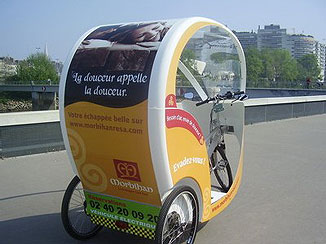 La douceur appelle
la douceur.
Votre échappée belle sur
www.morbihanresa.com
Morbihan
02 40 20 09 20
Evadez-vous!